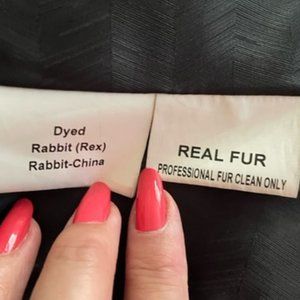 Dyed
Rabbit (Rex)
Rabbit-China
REAL FUR
PROFESSIONAL FUR CLEAN ONLY